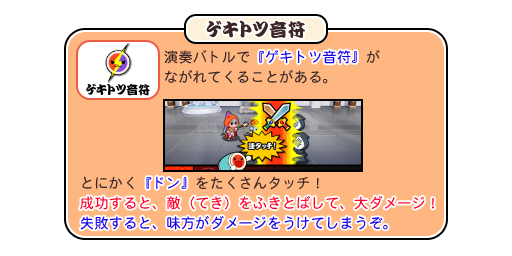 ゲキトツ音符
ゲキトツ音符
演奏バトルで『ゲキトツ音符』が
ながれてくることがある。
連タッチ!
とにかく『ドン』をたくさんタッチ！
成功すると、敵（てき）をふきとばして、大ダメージ！
失敗すると、味方がダメージをうけてしまうぞ。